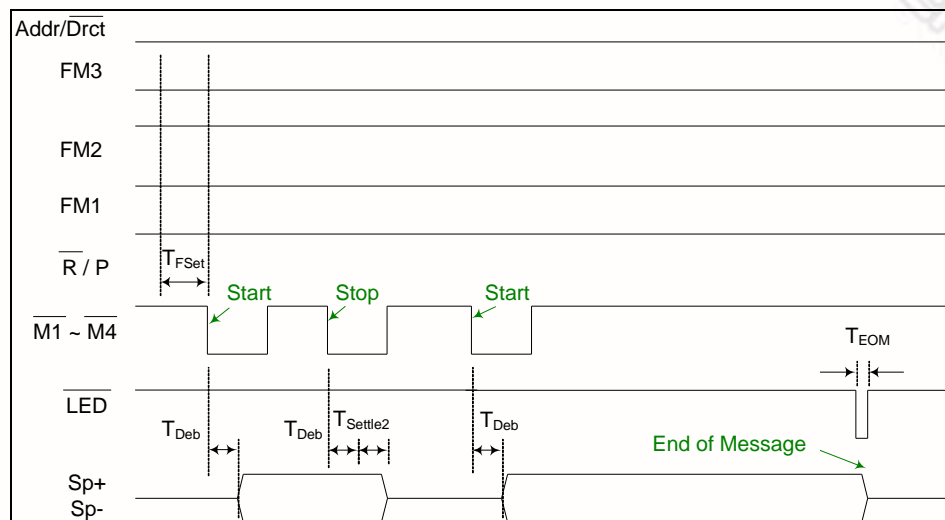 Addr/Drct
FM3
FM2
FM1
R / P
TFSet
Start Stop Start
M1 ~ M4
TEOM
LED
TDeb TDeb TSettle2 TDeb
End of Message
Sp+
Sp-